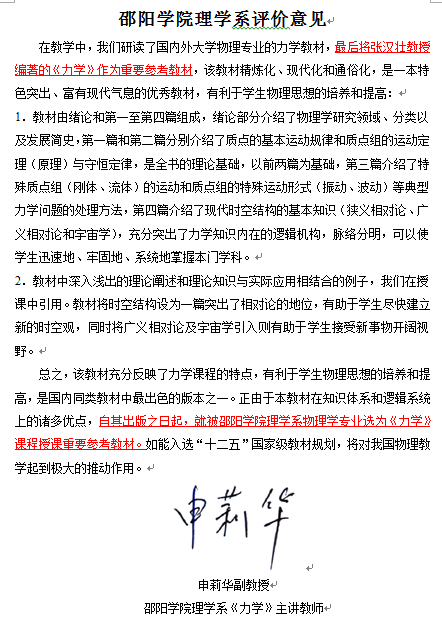 邵阳学院理学系评价意见
在教学中，我们研读了国内外大学物理专业的力学教材，最后将张汉壮教授
编著的《力学》作为重要参考教材，该教材精炼化、现代化和通俗化，是一本特
色突出、富有现代气息的优秀教材，有利于学生物理思想的培养和提高：
1．教材由绪论和第一至第四篇组成，绪论部分介绍了物理学研究领域、分类以
及发展简史，第一篇和第二篇分别介绍了质点的基本运动规律和质点组的运动定
理（原理）与守恒定律，是全书的理论基础，以前两篇为基础，第三篇介绍了特
殊质点组（刚体、流体）的运动和质点组的特殊运动形式（振动、波动）等典型
力学问题的处理方法，第四篇介绍了现代时空结构的基本知识（狭义相对论、广
义相对论和宇宙学），充分突出了力学知识内在的逻辑机构，脉络分明，可以使
学生迅速地、牢固地、系统地掌握本门学科。
2．教材中深入浅出的理论阐述和理论知识与实际应用相结合的例子，我们在授
课中引用。教材将时空结构设为一篇突出了相对论的地位，有助于学生尽快建立
新的时空观，同时将广义相对论及宇宙学引入则有助于学生接受新事物开阔视
野。
总之，该教材充分反映了力学课程的特点，有利于学生物理思想的培养和提
高，是国内同类教材中最出色的版本之一。正由于本教材在知识体系和逻辑系统
上的诸多优点，自其出版之日起，就被邵阳学院理学系物理学专业选为《力学》
课程授课重要参考教材。如能入选“十二五”国家级教材规划，将对我国物理教
学起到极大的推动作用。
申莉华
申莉华副教授
邵阳学院理学系《力学》主讲教师